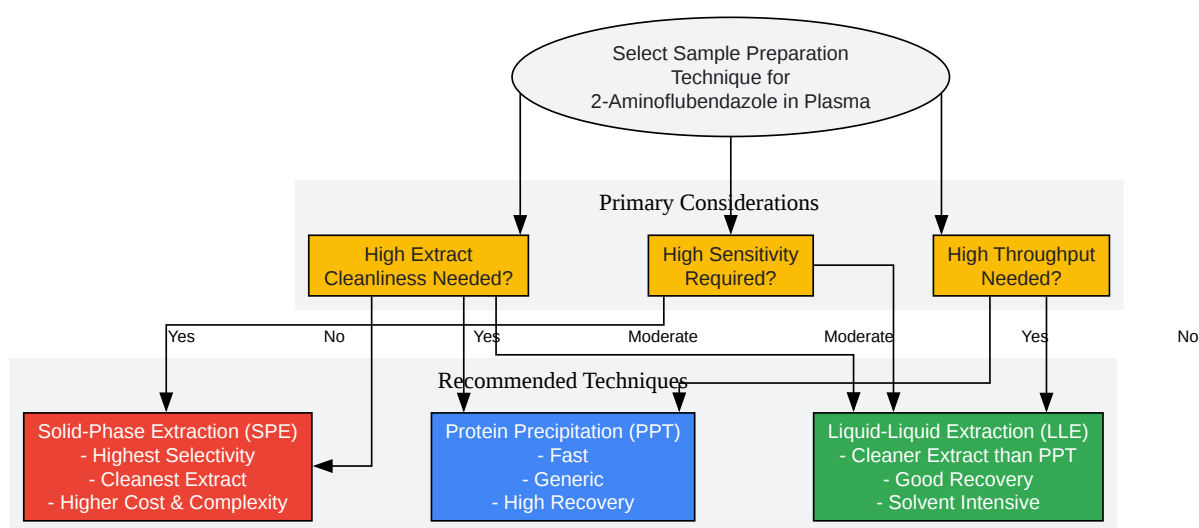 Select Sample Preparation
Technique for
2-Aminoflubendazole in Plasma
Primary Considerations
High Extract
Cleanliness Needed?
High Sensitivity
Required?
High Throughput
Needed?
Yes
No
Yes
Moderate
Moderate
Yes
No
Recommended Techniques
Solid-Phase Extraction (SPE)
- Highest Selectivity
- Cleanest Extract
- Higher Cost & Complexity
Protein Precipitation (PPT)
- Fast
- Generic
- High Recovery
Liquid-Liquid Extraction (LLE)
- Cleaner Extract than PPT
- Good Recovery
- Solvent Intensive